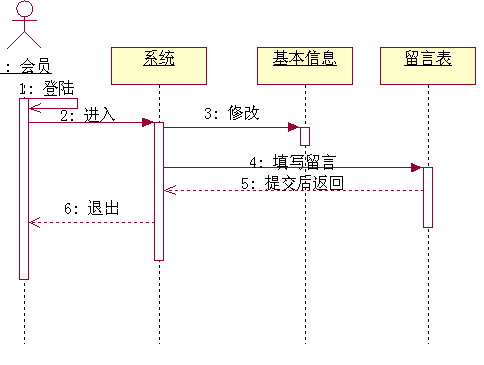 : 会员
系统
基本信息
留言表
1: 登陆
2: 进入
3: 修改
4: 填写留言
5: 提交后返回
6: 退出